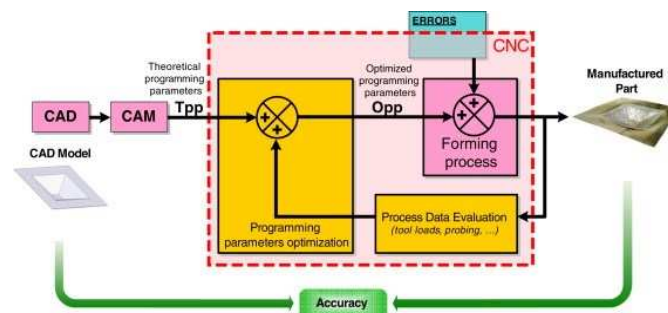 ERRORS
CNC
Theoretical
programming
parameters
Tpp
Optimized
programming
parameters
Opp
Manufactured
Part
CAD
CAM
+
+
+
+
Forming
process
CAD Model
Programming
parameters optimization
Process Data Evaluation
(tool loads, probing, ...)
Accuracy